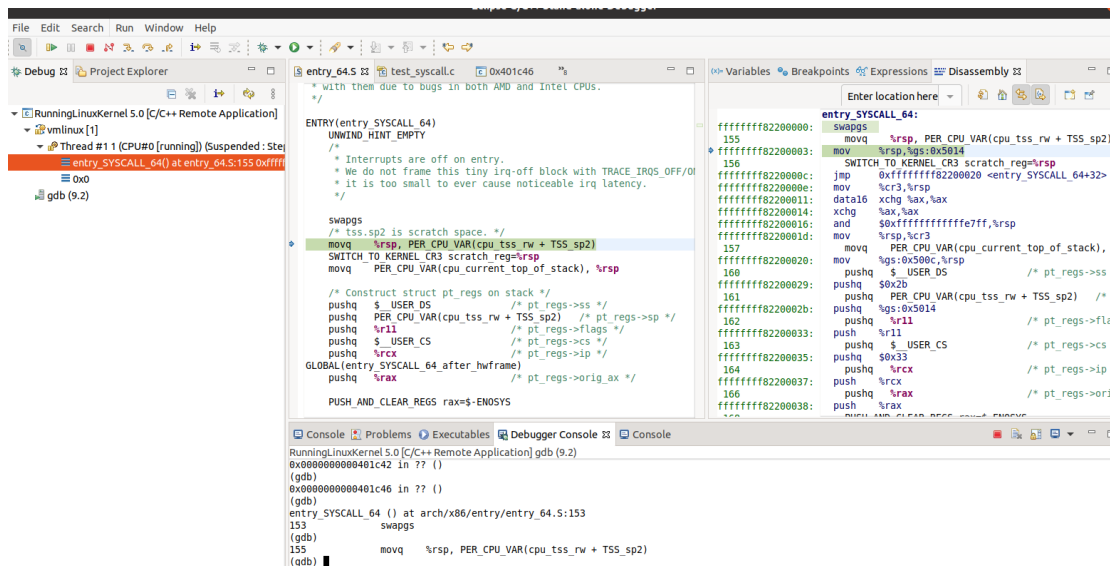 File Edit Search Run Window Help
Debug Project Explorer
RunningLinuxKernel 5.0 [C/C++ Remote Application]
vmlinux [1]
Thread #1 1 (CPU#0 [running]) (Suspended : Ste
entry_SYSCALL_64() at entry_64.S:155 0xfffff
0x0
gdb (9.2)
entry_64.S test_syscall.c 0x401c46 »8
* with them due to bugs in both AMD and Intel CPUs.
*/
ENTRY(entry_SYSCALL_64)
UNWIND_HINT_EMPTY
/*
* Interrupts are off on entry.
* We do not frame this tiny irq-off block with TRACE_IRQS_OFF/O
* it is too small to ever cause noticeable irq latency.
*/
swapgs
/* tss.sp2 is scratch space. */
movq %rsp, PER_CPU_VAR(cpu_tss_rw + TSS_sp2)
SWITCH_TO_KERNEL_CR3 scratch_reg=%rsp
movq PER_CPU_VAR(cpu_current_top_of_stack), %rsp
/* Construct struct pt_regs on stack */
pushq $__USER_DS /* pt_regs->ss */
pushq PER_CPU_VAR(cpu_tss_rw + TSS_sp2) /* pt_regs->sp */
pushq %r11 /* pt_regs->flags */
pushq $__USER_CS /* pt_regs->cs */
pushq %rcx /* pt_regs->ip */
GLOBAL(entry_SYSCALL_64_after_hwframe)
pushq %rax /* pt_regs->orig_ax */
PUSH_AND_CLEAR_REGS rax=$-ENOSYS
(x)= Variables Breakpoints Expressions Disassembly
Enter location here
entry_SYSCALL_64:
ffffffff82200000: swapgs
155 movq %rsp, PER_CPU_VAR(cpu_tss_rw + TSS_sp2)
ffffffff82200003: mov %rsp,%gs:0x5014
156 SWITCH_TO_KERNEL_CR3 scratch_reg=%rsp
ffffffff8220000c: jmp 0xffffffff82200020 <entry_SYSCALL_64+32>
ffffffff8220000e: mov %cr3,%rsp
ffffffff82200011: data16 xchg %ax,%ax
ffffffff82200014: xchg %ax,%ax
ffffffff82200016: and $0xffffffffffffe7ff,%rsp
ffffffff8220001d: mov %rsp,%cr3
157 movq PER_CPU_VAR(cpu_current_top_of_stack),
ffffffff82200020: mov %gs:0x500c,%rsp
160 pushq $__USER_DS /* pt_regs->ss
ffffffff82200029: pushq $0x2b
161 pushq PER_CPU_VAR(cpu_tss_rw + TSS_sp2) /*
ffffffff8220002b: pushq %gs:0x5014
162 pushq %r11 /* pt_regs->fla
ffffffff82200033: push %r11
163 pushq $__USER_CS /* pt_regs->cs
ffffffff82200035: pushq $0x33
164 pushq %rcx /* pt_regs->ip
ffffffff82200037: push %rcx
166 pushq %rax /* pt_regs->ori
ffffffff82200038: push %rax
Console Problems Executables Debugger Console Console
RunningLinuxKernel 5.0 [C/C++ Remote Application] gdb (9.2)
0x0000000000401c42 in ?? ()
(gdb)
0x0000000000401c46 in ?? ()
(gdb)
entry_SYSCALL_64 () at arch/x86/entry/entry_64.S:153
153 swapgs
(gdb)
155 movq %rsp, PER_CPU_VAR(cpu_tss_rw + TSS_sp2)
(gdb)